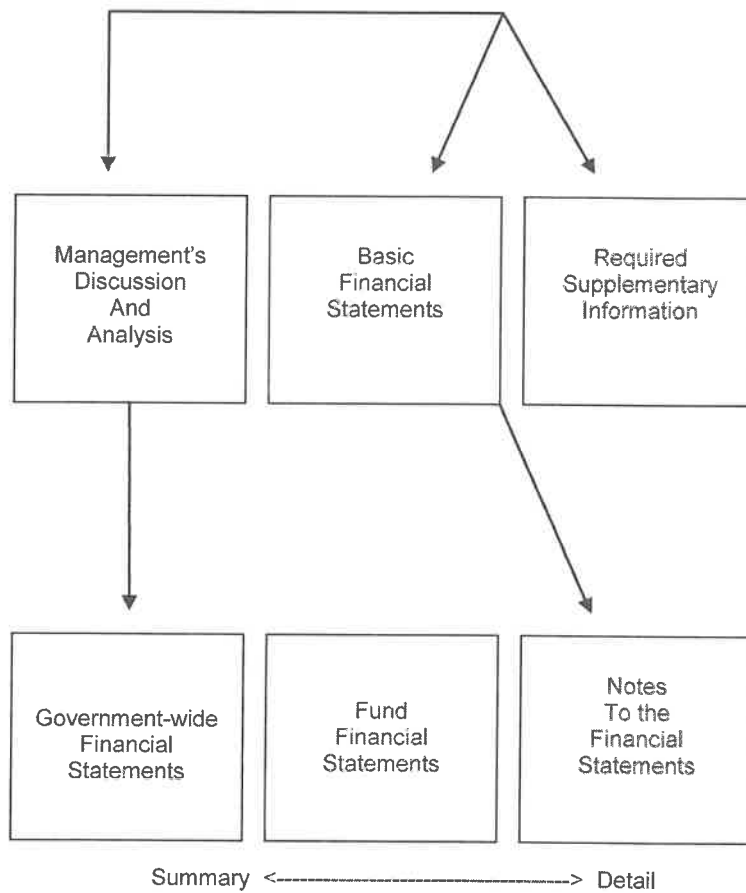 Management's
Discussion
And
Analysis
Basic
Financial
Statements
Required
Supplementary
Information
Government-wide
Financial
Statements
Fund
Financial
Statements
Notes
To the
Financial
Statements
Summary <-----------------------------> Detail